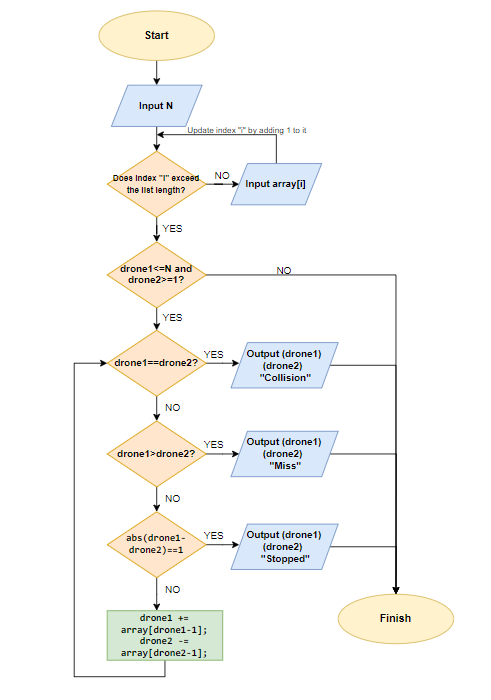 Start
Input N
Update index "i" by adding 1 to it
Does index "i" exceed
the list length?
NO
Input array[i]
YES
drone1<=N and
drone2>=1?
NO
YES
drone1==drone2?
YES
Output (drone1)
(drone2)
"Collision"
NO
drone1>drone2?
YES
Output (drone1)
(drone2)
"Miss"
NO
abs(drone1-
drone2)==1
YES
Output (drone1)
(drone2)
"Stopped"
NO
drone1 +=
array[drone1-1];
drone2 -=
array[drone2-1];
Finish